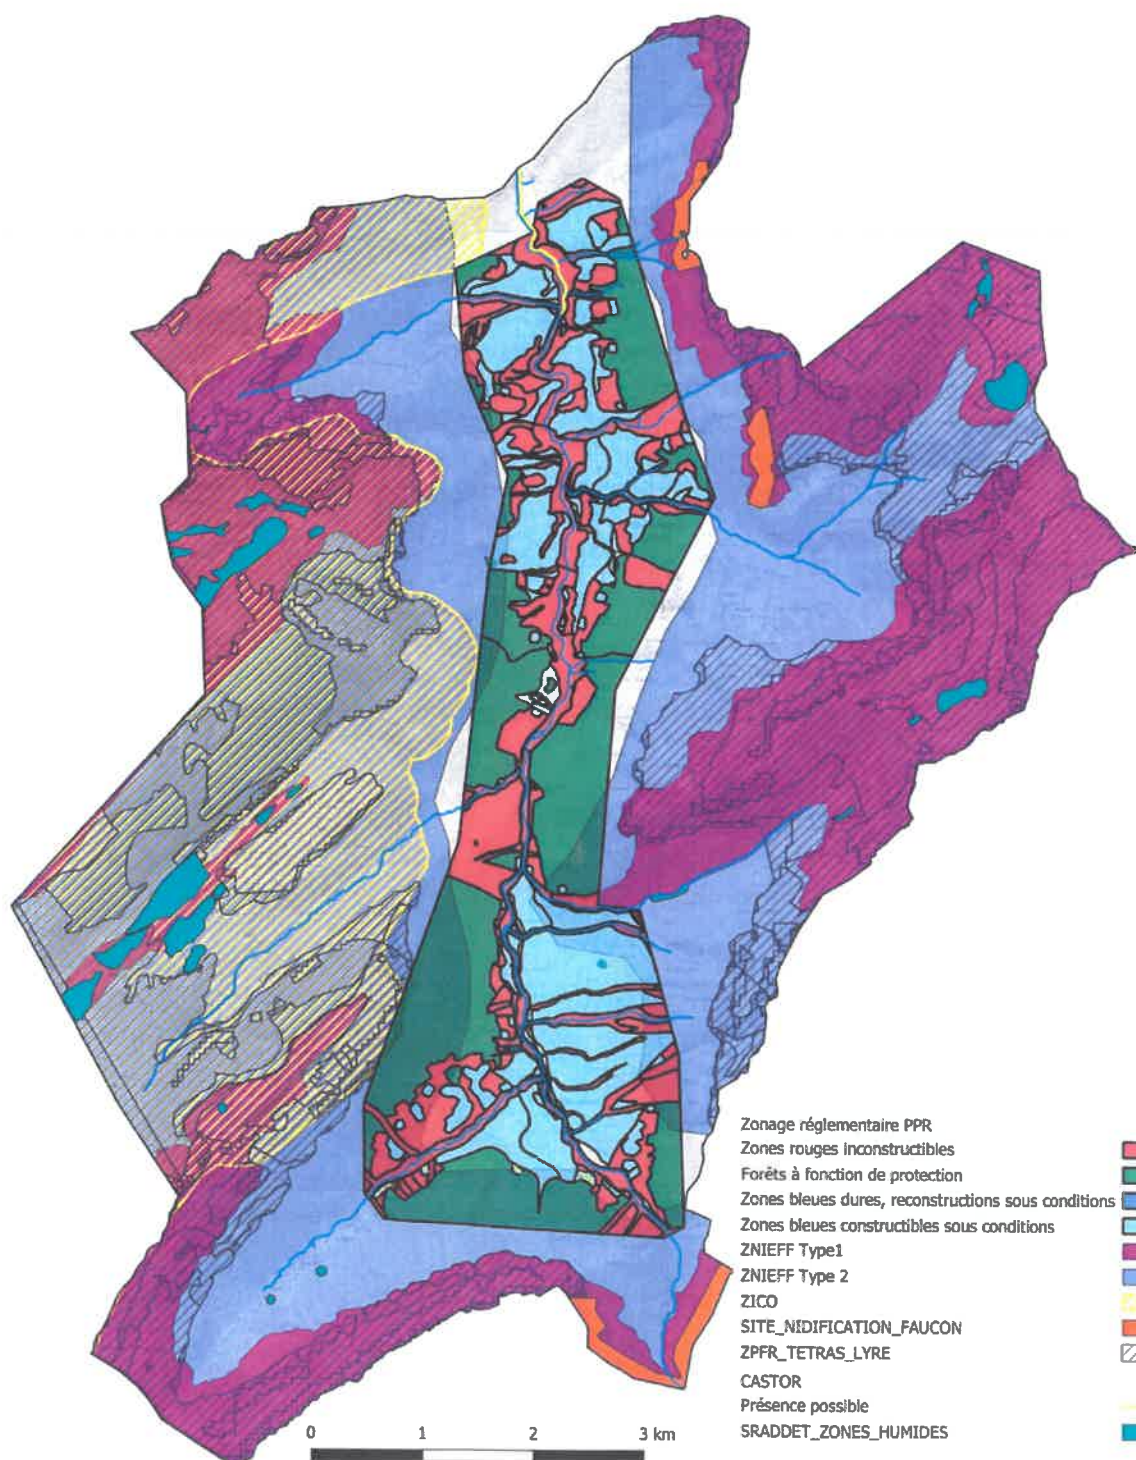 Zonage réglementaire PPR
Zones rouges inconstructibles
Forêts à fonction de protection
Zones bleues dures, reconstructions sous conditions
Zones bleues constructibles sous conditions
ZNIEFF Type1
ZNIEFF Type 2
ZICO
SITE_NIDIFICATION_FAUCON
ZPFR_TETRAS_LYRE
CASTOR
Présence possible
SRADDET_ZONES_HUMIDES
0 1 2 3 km